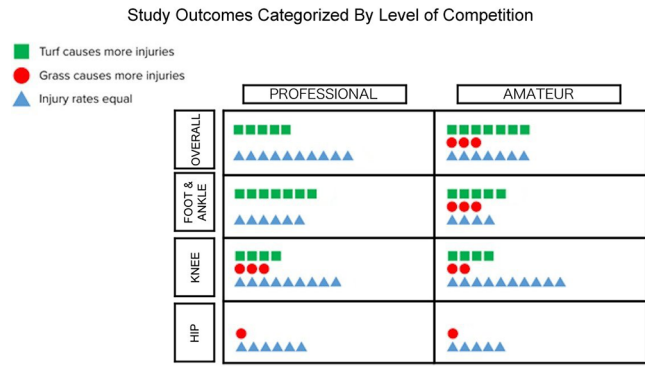 Study Outcomes Categorized By Level of Competition
Turf causes more injuries
Grass causes more injuries
Injury rates equal
PROFESSIONAL
AMATEUR
OVERALL
FOOT &
ANKLE
KNEE
HIP